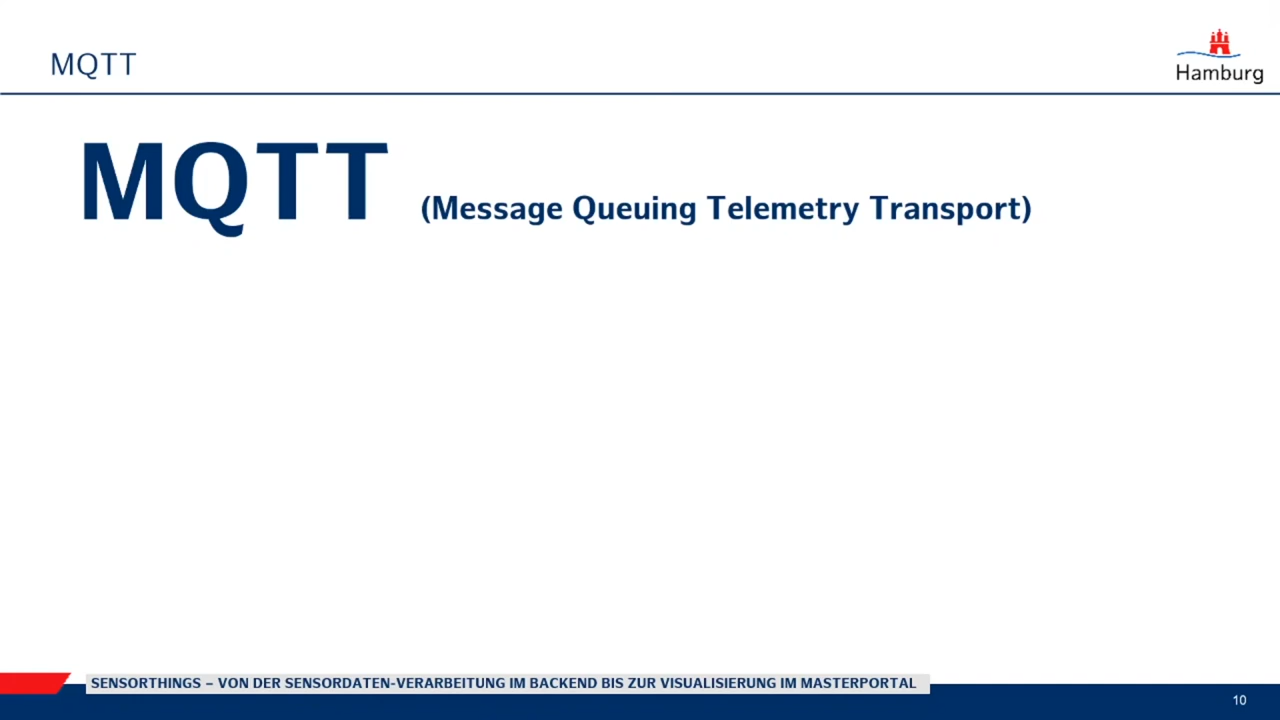 MQTT
Hamburg
MQTT (Message Queuing Telemetry Transport)
SENSORTHINGS – VON DER SENSORDATEN-VERARBEITUNG IM BACKEND BIS ZUR VISUALISIERUNG IM MASTERPORTAL
10